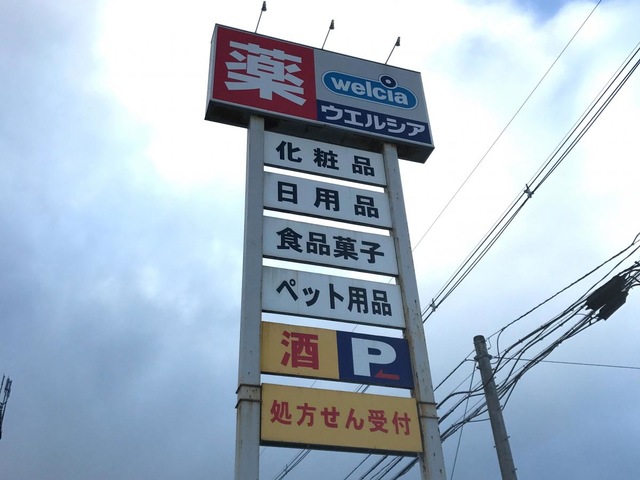 薬 welcia
ウエルシア
化粧品
日用品
食品菓子
ペット用品
酒 P
処方せん受付